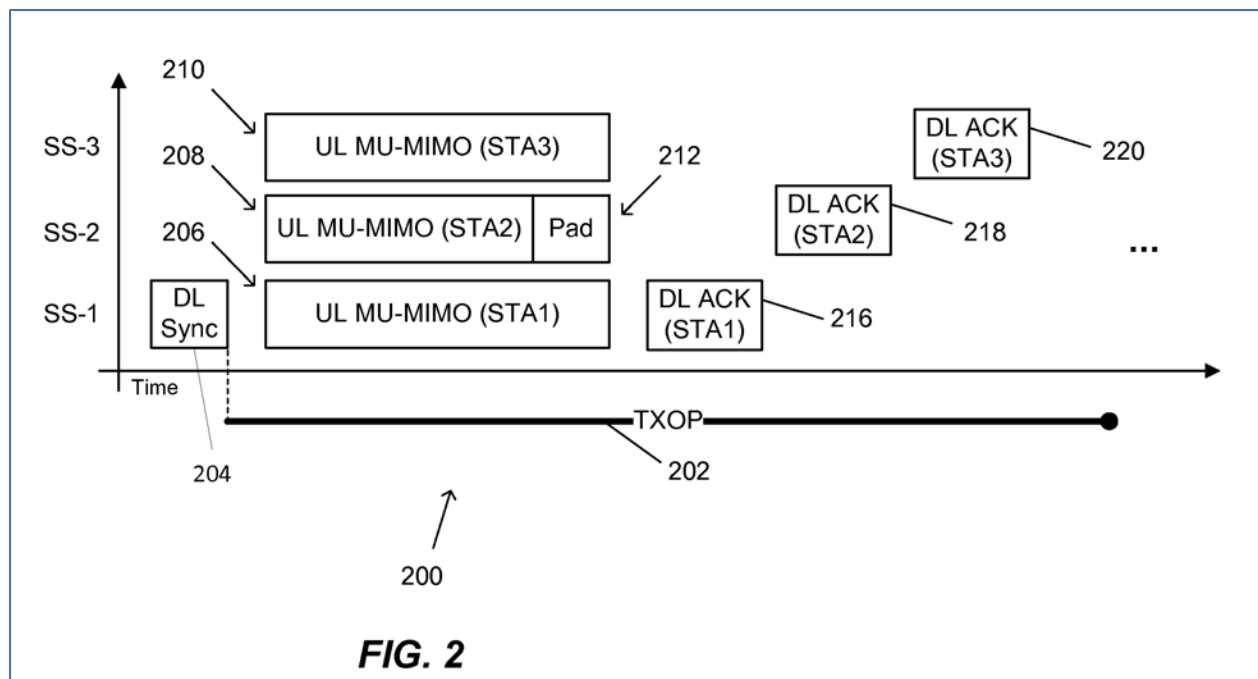 210
SS-3
UL MU-MIMO (STA3)
DL ACK
(STA3)
220
208
212
SS-2
UL MU-MIMO (STA2)
Pad
DL ACK
(STA2)
218
...
206
SS-1
DL
Sync
UL MU-MIMO (STA1)
DL ACK
(STA1)
216
Time
TXOP
204
202
200
FIG. 2